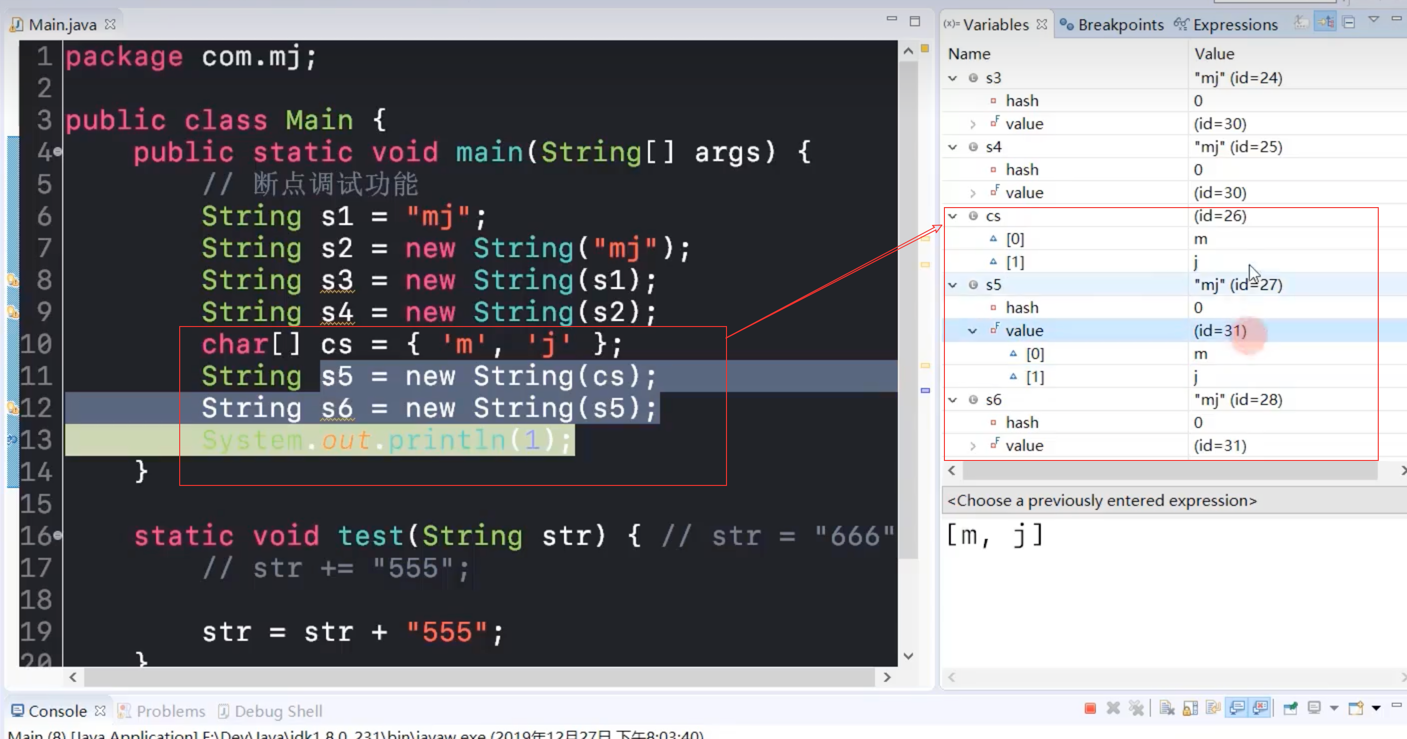 Main.java
1 package com.mj;
2
3 public class Main {
4 public static void main(String[] args) {
5 // 断点调试功能
6 String s1 = "mj";
7 String s2 = new String("mj");
8 String s3 = new String(s1);
9 String s4 = new String(s2);
10 char[] cs = { 'm', 'j' };
11 String s5 = new String(cs);
12 String s6 = new String(s5);
13 System.out.println(1);
14 }
15
16 static void test(String str) { // str = "666"
17 // str += "555";
18
19 str = str + "555";
20 }
(x)= Variables Breakpoints Expressions
Name Value
s3 "mj" (id=24)
hash 0
value (id=30)
s4 "mj" (id=25)
hash 0
value (id=30)
cs (id=26)
[0] m
[1] j
s5 "mj" (id=27)
hash 0
value (id=31)
[0] m
[1] j
s6 "mj" (id=28)
hash 0
value (id=31)
<Choose a previously entered expression>
[m, j]
Console Problems Debug Shell
Main (8) [Java Application] F:\Dev\Java\jdk1.8.0_231\bin\javaw.exe (2019年12月27日 下午8:03:40)